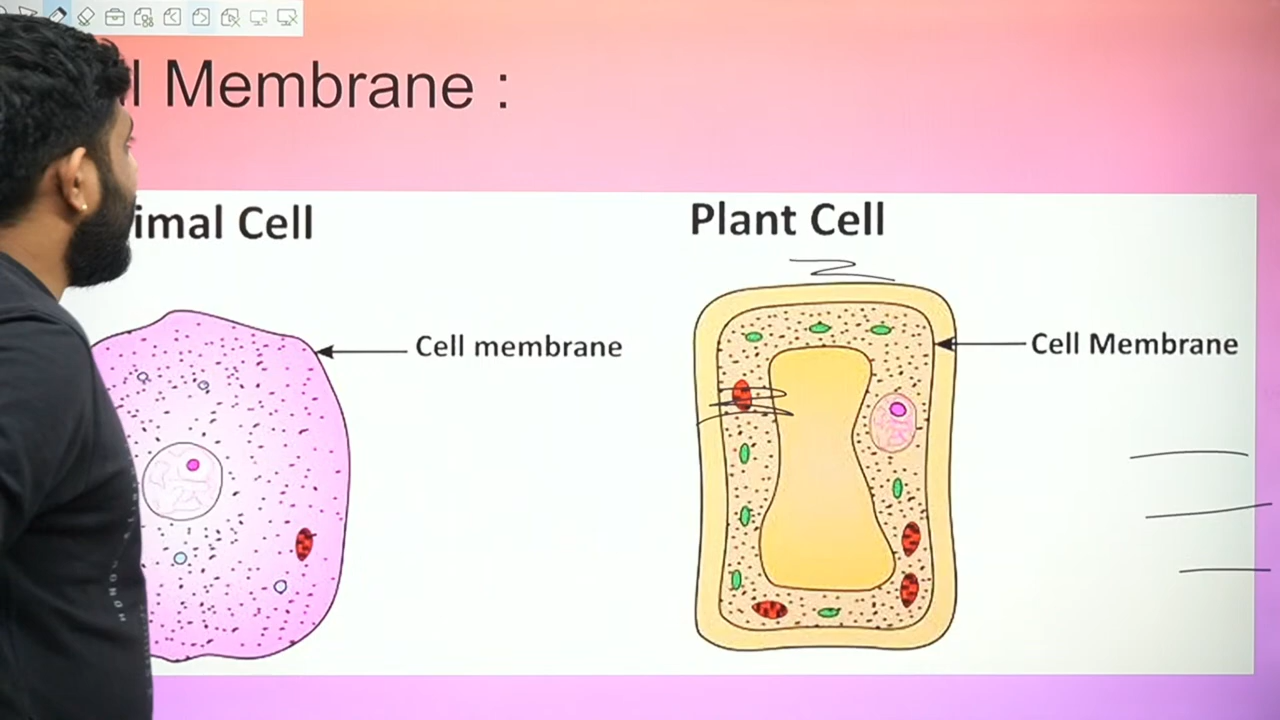 l Membrane :
imal Cell
Plant Cell
Cell membrane
Cell Membrane